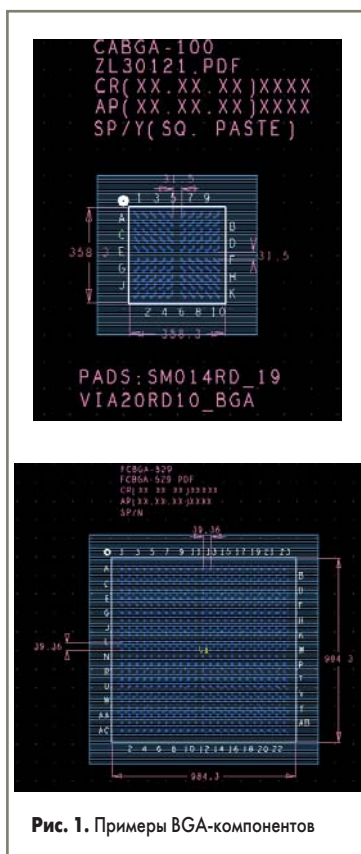 CABGA-100
ZL30121.PDF
CR(XX.XX.XX)XXXX
AP(XX.XX.XX)XXXX
SP/Y(SQ. PASTE)
31.5
1 3 5 7 9
A
C
E
G
J
B
D
F
H
K
358.3
31.5
2 4 6 8 10
358.3
PADS:SM014RD_19
VIA20RD10_BGA
FCBGA-529
FCBGA-529 PDF
CR(XX XX XX)XXXXX
AP(XX.XX.XX)XXXX
SP/N
39.36
1 3 5 7 9 11 13 15 17 19 21 23
A
C
E
G
J
L
N
R
U
W
AA
AC
B
D
F
H
K
M
P
T
V
Y
AB
39.36
984.3
2 4 6 8 10 12 14 16 18 20 22
984.3
Рис. 1. Примеры BGA-компонентов